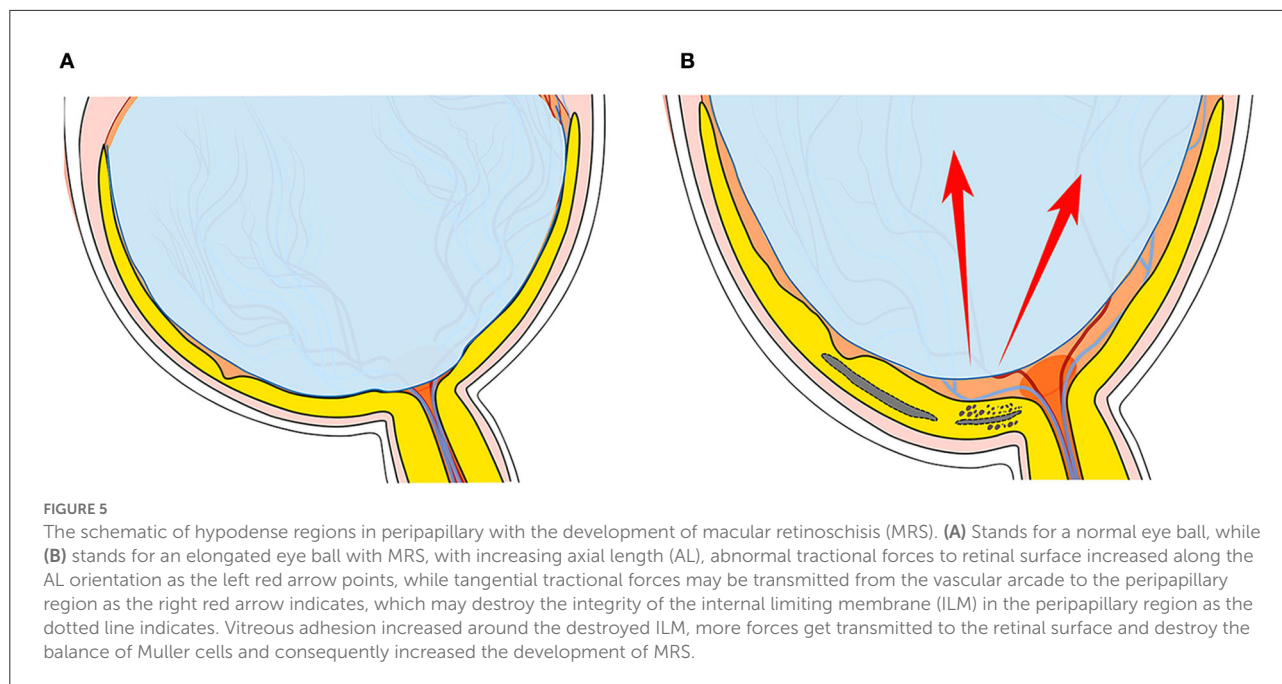 A
B
FIGURE 5
The schematic of hypodense regions in peripapillary with the development of macular retinoschisis (MRS). (A) Stands for a normal eye ball, while
(B) stands for an elongated eye ball with MRS, with increasing axial length (AL), abnormal tractional forces to retinal surface increased along the
AL orientation as the left red arrow points, while tangential tractional forces may be transmitted from the vascular arcade to the peripapillary
region as the right red arrow indicates, which may destroy the integrity of the internal limiting membrane (ILM) in the peripapillary region as the
dotted line indicates. Vitreous adhesion increased around the destroyed ILM, more forces get transmitted to the retinal surface and destroy the
balance of Muller cells and consequently increased the development of MRS.